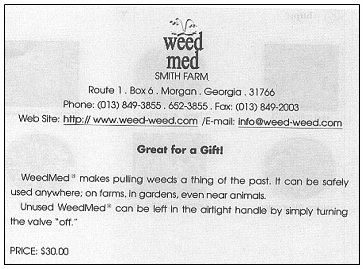 weed
med
SMITH FARM
Route 1 . Box 6 . Morgan . Georgia . 31766
Phone: (013) 849-3855 . 652-3855 . Fax: (013) 849-2003
Web Site: http:// www.weed-weed.com /E-mail: info@weed-weed.com
Great for a Gift!
WeedMed® makes pulling weeds a thing of the past. It can be safely
used anywhere; on farms, in gardens, even near animals.
Unused WeedMed® can be left in the airtight handle by simply turning
the valve "off."
PRICE: $30.00